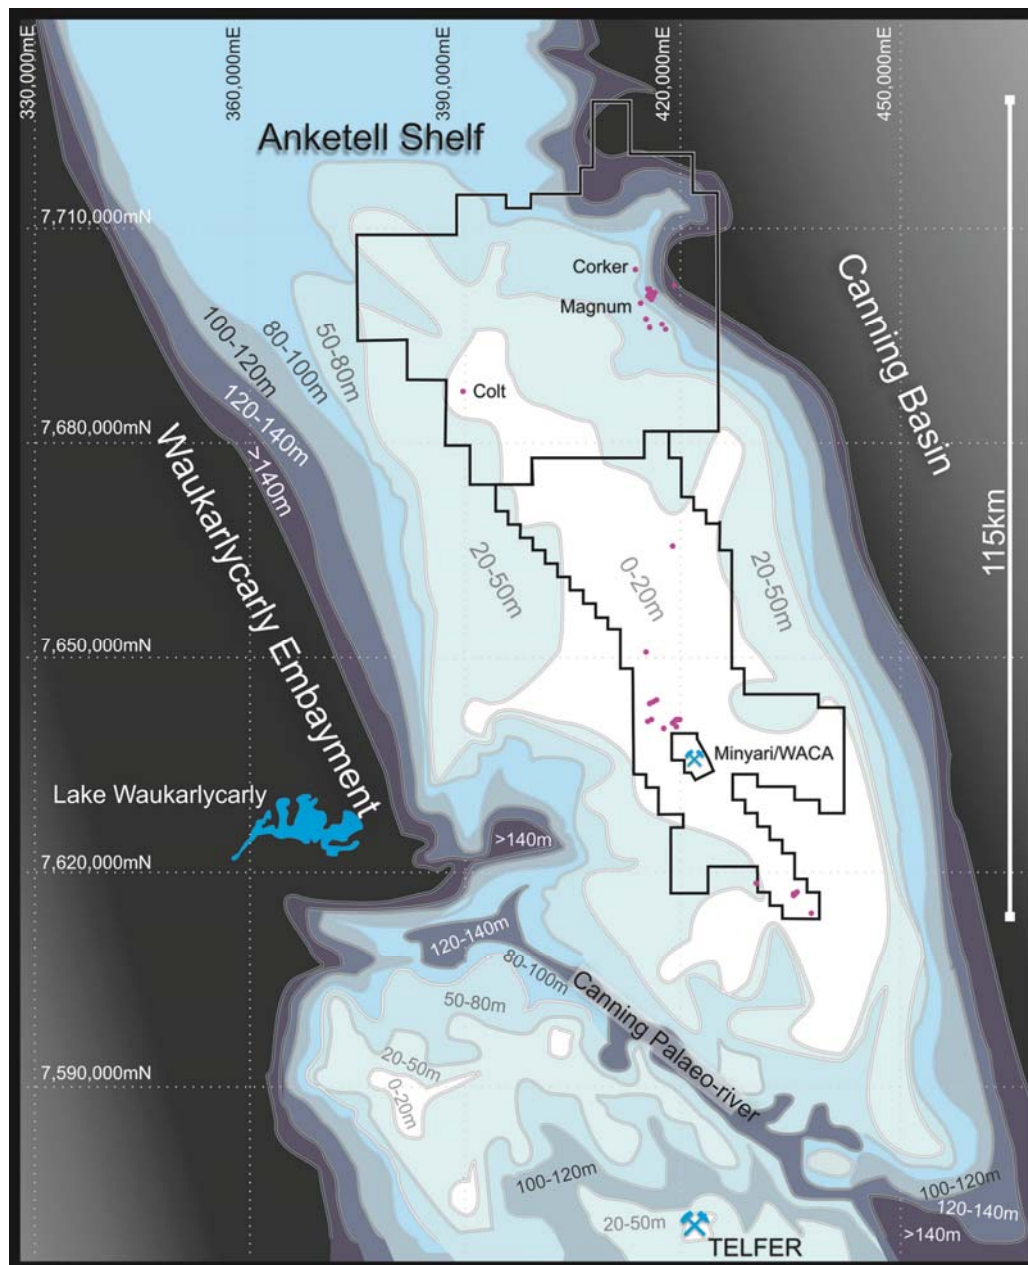 330,000mE
360,000mE
390,000mE
420,000mE
450,000mE
Anketell Shelf
7,710,000mN
Corker
Magnum
Canning Basin
100-120m
80-100m
50-80m
120-140m
>140m
Colt
7,680,000mN
Waukarlycarly Embayment
115km
20-50m
0-20m
20-50m
7,650,000mN
Minyari/WACA
Lake Waukarlycarly
>140m
7,620,000mN
120-140m
80-100m
50-80m
Canning Palaeo-river
20-50m
0-20m
7,590,000mN
100-120m
100-120m
120-140m
>140m
20-50m
TELFER